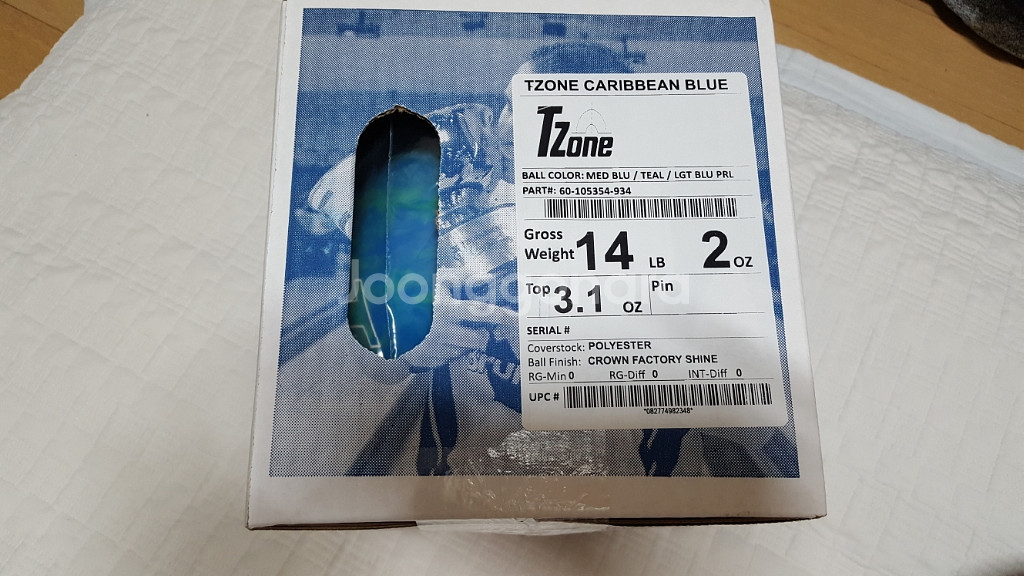 TZONE CARIBBEAN BLUE
TZone
BALL COLOR: MED BLU / TEAL / LGT BLU PRL
PART#: 60-105354-934
Gross Weight 14 LB 2 OZ
Top 3.1 OZ Pin
SERIAL #
Coverstock: POLYESTER
Ball Finish: CROWN FACTORY SHINE
RG-Min 0 RG-Diff 0 INT-Diff 0
UPC #
*082774982348*
Joonggonara